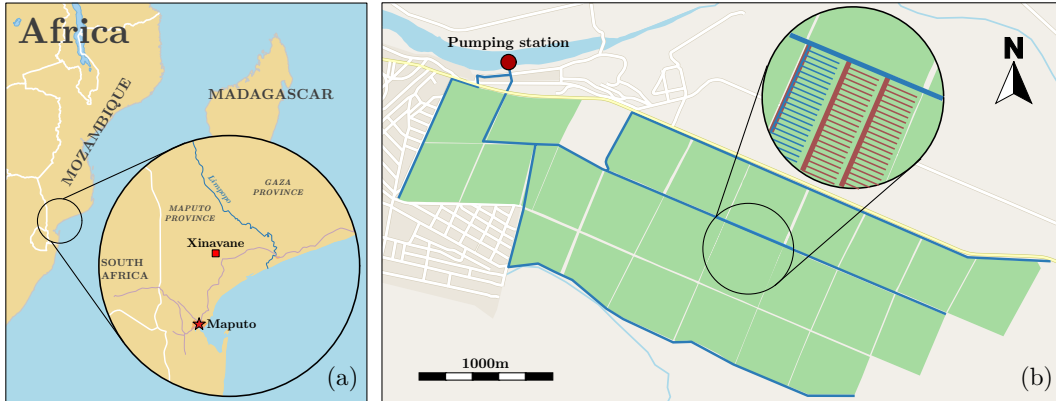 Africa
MADAGASCAR
MOZAMBIQUE
Limpopo
GAZA
PROVINCE
MAPUTO
PROVINCE
Xinavane
SOUTH
AFRICA
Maputo
(a)
Pumping station
N
1000m
(b)